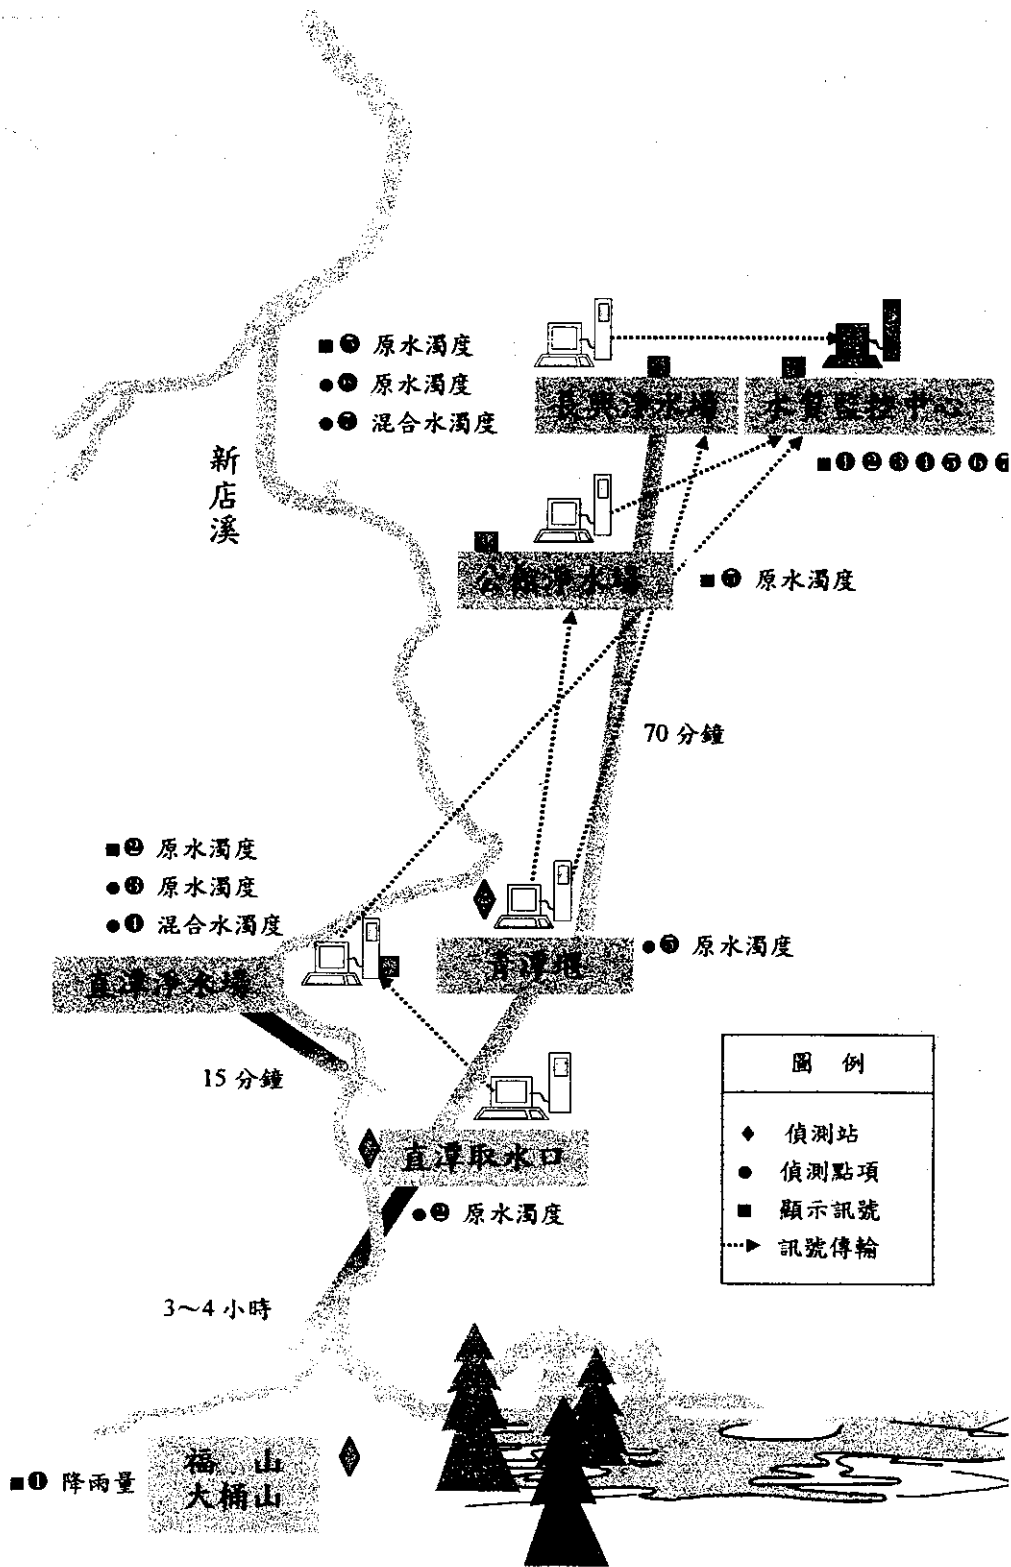 ■❺ 原水濁度
●❻ 原水濁度
●❼ 混合水濁度
長興淨水場
水質監控中心
■❶❷❸❹❺❻❼
新店溪
公館淨水場
■❺ 原水濁度
70 分鐘
■❷ 原水濁度
●❸ 原水濁度
●❹ 混合水濁度
直潭淨水場
青潭堰
●❺ 原水濁度
15 分鐘
直潭取水口
●❷ 原水濁度
圖 例
◆ 偵測站
● 偵測點項
■ 顯示訊號
訊號傳輸
3～4 小時
福 山
大桶山
■❶ 降雨量